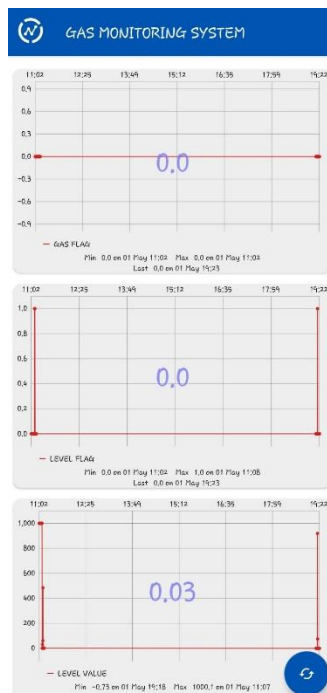 GAS MONITORING SYSTEM
11:02 12:25 13:49 15:12 16:35 17:59 19:22
0.9
0.6
0.3
0.0
-0.3
-0.6
-0.9
0.0
GAS FLAG
Min 0.0 on 01 May 11:02 Max 0.0 on 01 May 11:02
Last 0.0 on 01 May 19:23
11:02 12:25 13:49 15:12 16:35 17:59 19:22
1.0
0.8
0.6
0.4
0.2
0.0
0.0
LEVEL FLAG
Min 0.0 on 01 May 11:02 Max 1.0 on 01 May 11:08
Last 0.0 on 01 May 19:23
11:02 12:25 13:49 15:12 16:35 17:59 19:22
1,000
800
600
400
200
0
0.03
LEVEL VALUE
Min -0.73 on 01 May 19:18 Max 1000.1 on 01 May 11:07